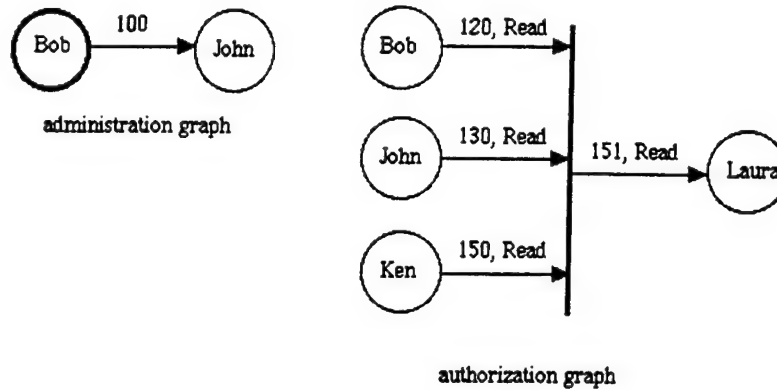 Bob
100
John
administration graph
Bob
120, Read
John
130, Read
151, Read
Laura
Ken
150, Read
authorization graph